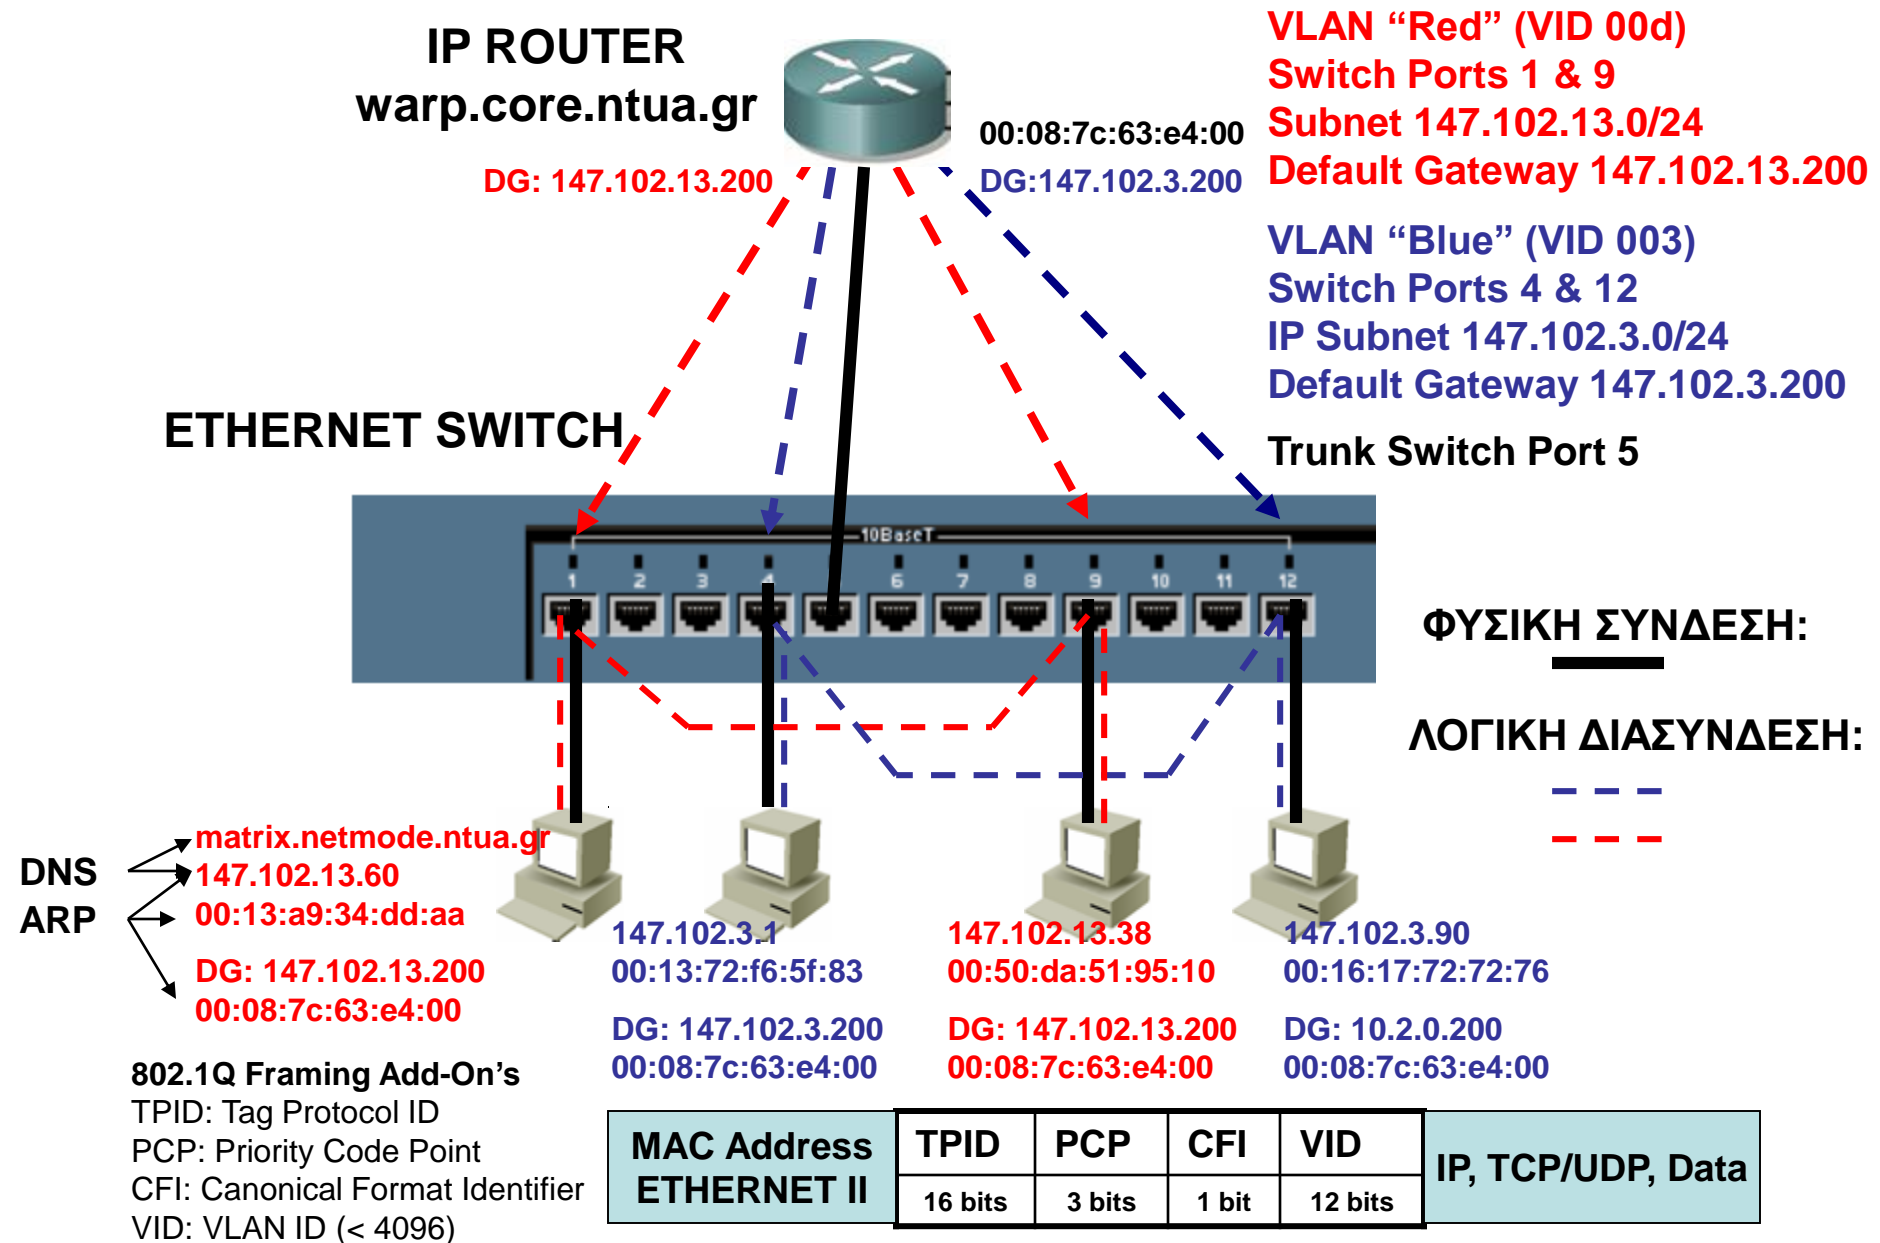 IP ROUTER
warp.core.ntua.gr
DG: 147.102.13.200
00:08:7c:63:e4:00
DG:147.102.3.200
VLAN “Red” (VID 00d)
Switch Ports 1 & 9
Subnet 147.102.13.0/24
Default Gateway 147.102.13.200
VLAN “Blue” (VID 003)
Switch Ports 4 & 12
IP Subnet 147.102.3.0/24
Default Gateway 147.102.3.200
Trunk Switch Port 5
ETHERNET SWITCH
10BaseT
1 2 3 4 6 7 8 9 10 11 12
ΦΥΣΙΚΗ ΣΥΝΔΕΣΗ:
ΛΟΓΙΚΗ ΔΙΑΣΥΝΔΕΣΗ:
DNS
ARP
matrix.netmode.ntua.gr
147.102.13.60
00:13:a9:34:dd:aa
DG: 147.102.13.200
00:08:7c:63:e4:00
147.102.3.1
00:13:72:f6:5f:83
DG: 147.102.3.200
00:08:7c:63:e4:00
147.102.13.38
00:50:da:51:95:10
DG: 147.102.13.200
00:08:7c:63:e4:00
147.102.3.90
00:16:17:72:72:76
DG: 10.2.0.200
00:08:7c:63:e4:00
802.1Q Framing Add-On’s
TPID: Tag Protocol ID
PCP: Priority Code Point
CFI: Canonical Format Identifier
VID: VLAN ID (< 4096)
MAC Address
ETHERNET II
TPID PCP CFI VID
16 bits 3 bits 1 bit 12 bits
IP, TCP/UDP, Data